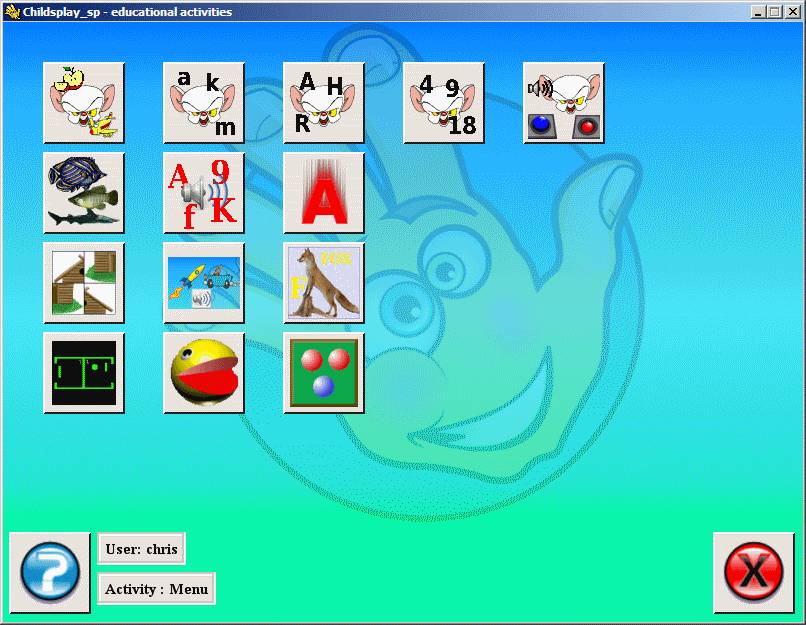 Childsplay_sp - educational activities
a k
m
A H
R
4 9
18
A 9
f K
A
FOX
F
?
User: chris
Activity : Menu
X